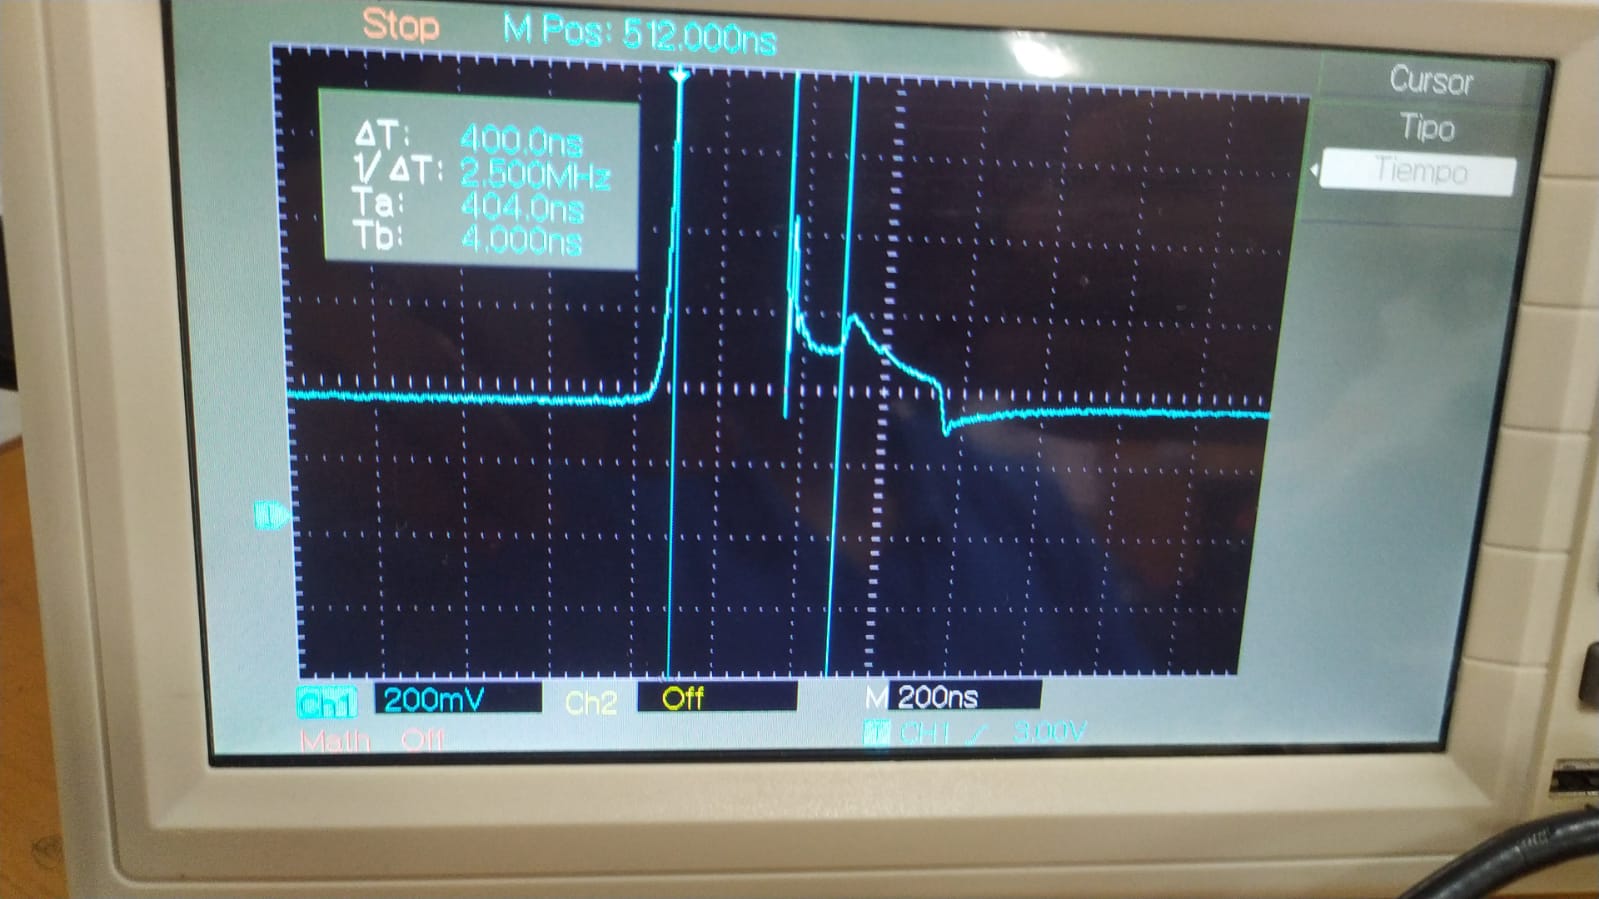 Stop M Pos: 512.000ns
Cursor
Tipo
Tiempo
ΔT: 400.0ns
1/ΔT: 2.500MHz
Ta: 404.0ns
Tb: 4.000ns
1
Ch1 200mV Ch2 Off M 200ns
Math Off T CH1 / 3.00V